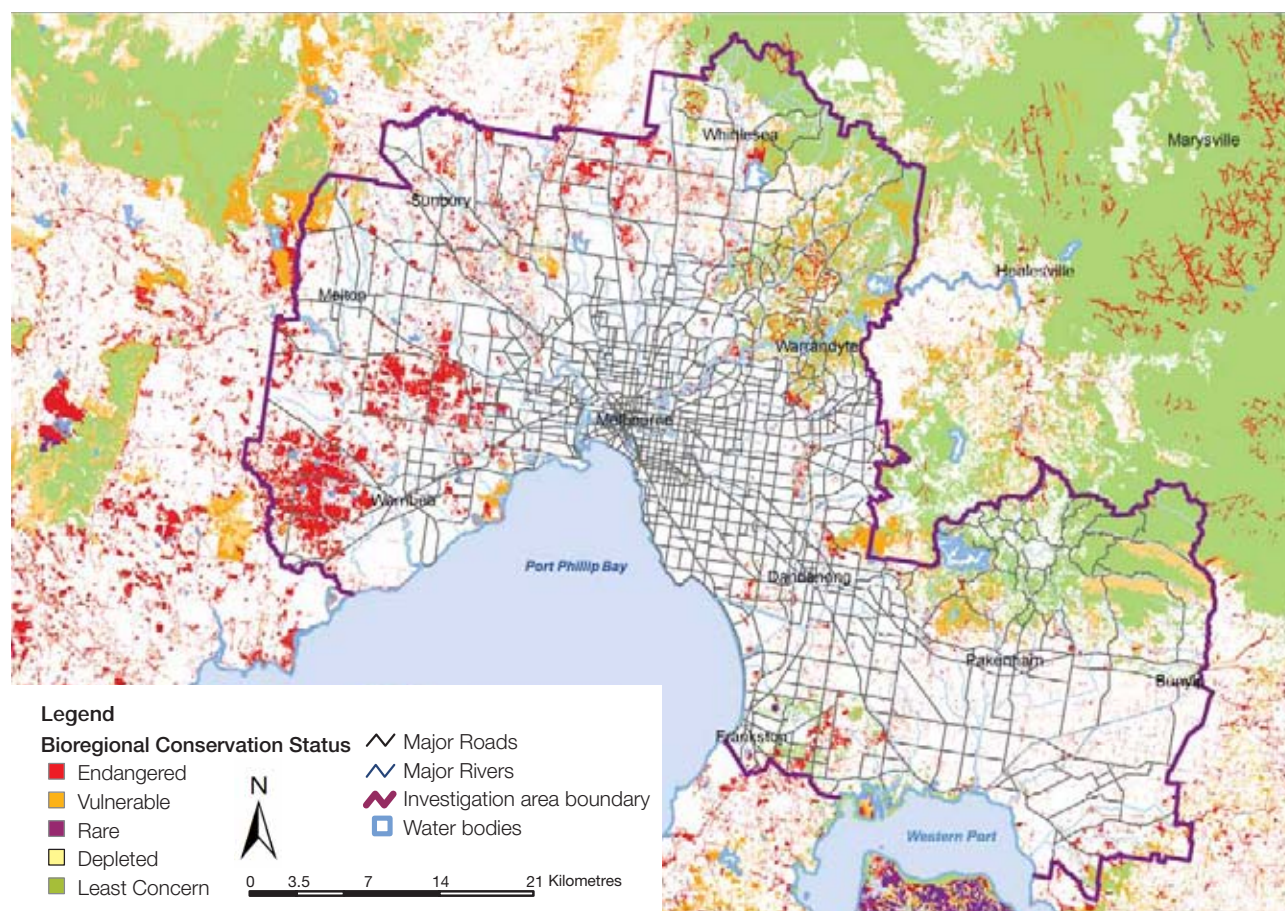 Whittlesea
Marysville
Sunbury
Healesville
Melton
Warrandyte
Melbourne
Werribee
Port Phillip Bay
Dandenong
Pakenham
Bunyip
Frankston
Western Port
Legend
Bioregional Conservation Status
Endangered
Vulnerable
Rare
Depleted
Least Concern
N
Major Roads
Major Rivers
Investigation area boundary
Water bodies
0 3.5 7 14 21 Kilometres